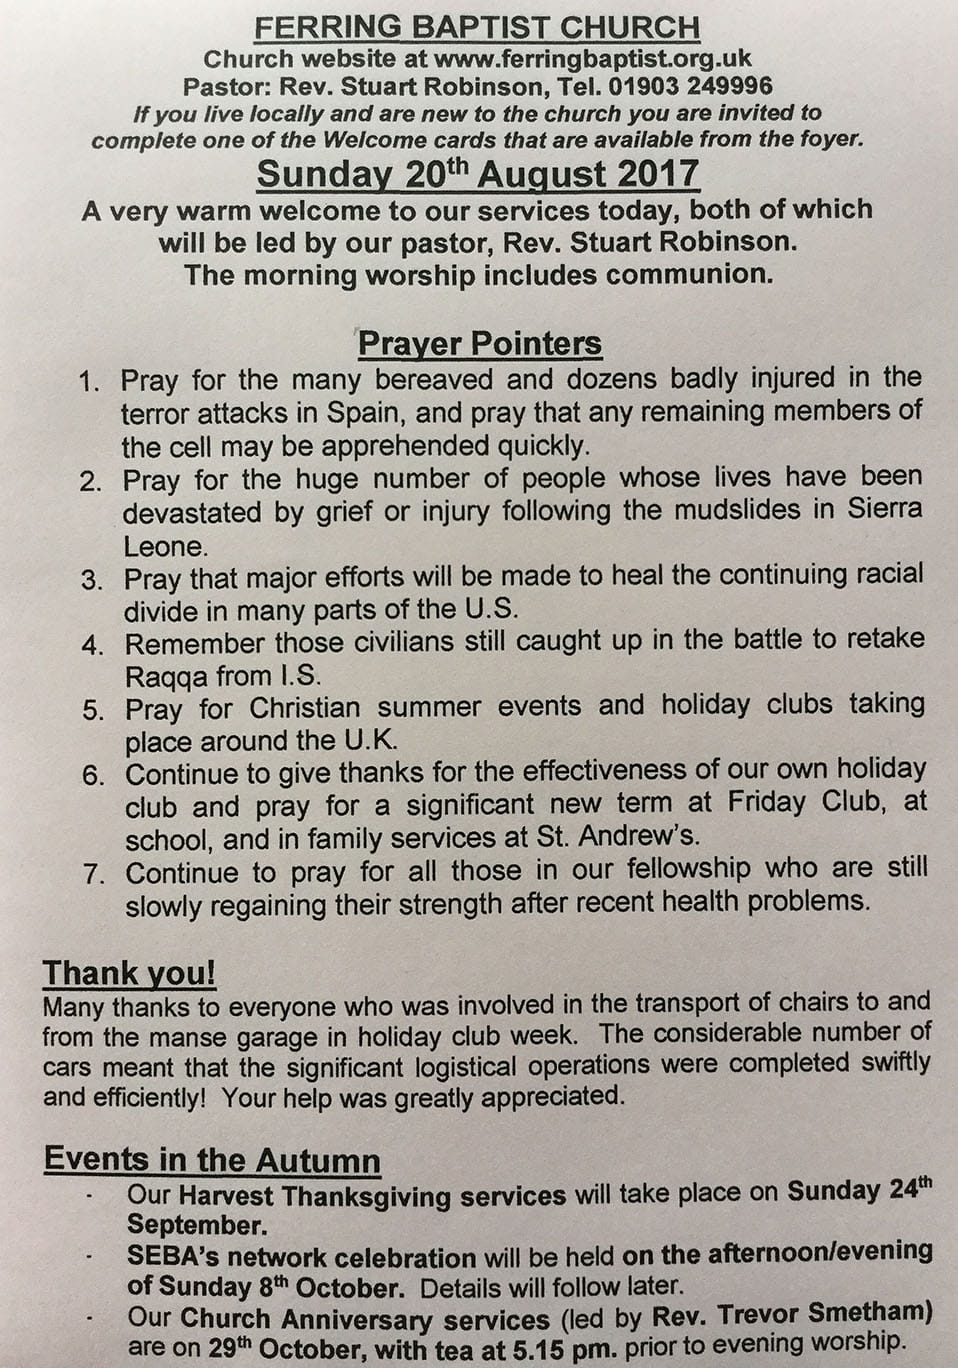 FERRING BAPTIST CHURCH
Church website at www.ferringbaptist.org.uk
Pastor: Rev. Stuart Robinson, Tel. 01903 249996
If you live locally and are new to the church you are invited to
complete one of the Welcome cards that are available from the foyer.
Sunday 20th August 2017
A very warm welcome to our services today, both of which
will be led by our pastor, Rev. Stuart Robinson.
The morning worship includes communion.
Prayer Pointers
1. Pray for the many bereaved and dozens badly injured in the
terror attacks in Spain, and pray that any remaining members of
the cell may be apprehended quickly.
2. Pray for the huge number of people whose lives have been
devastated by grief or injury following the mudslides in Sierra
Leone.
3. Pray that major efforts will be made to heal the continuing racial
divide in many parts of the U.S.
4. Remember those civilians still caught up in the battle to retake
Raqqa from I.S.
5. Pray for Christian summer events and holiday clubs taking
place around the U.K.
6. Continue to give thanks for the effectiveness of our own holiday
club and pray for a significant new term at Friday Club, at
school, and in family services at St. Andrew's.
7. Continue to pray for all those in our fellowship who are still
slowly regaining their strength after recent health problems.
Thank you!
Many thanks to everyone who was involved in the transport of chairs to and
from the manse garage in holiday club week. The considerable number of
cars meant that the significant logistical operations were completed swiftly
and efficiently! Your help was greatly appreciated.
Events in the Autumn
- Our Harvest Thanksgiving services will take place on Sunday 24th
September.
- SEBA's network celebration will be held on the afternoon/evening
of Sunday 8th October. Details will follow later.
- Our Church Anniversary services (led by Rev. Trevor Smetham)
are on 29th October, with tea at 5.15 pm. prior to evening worship.